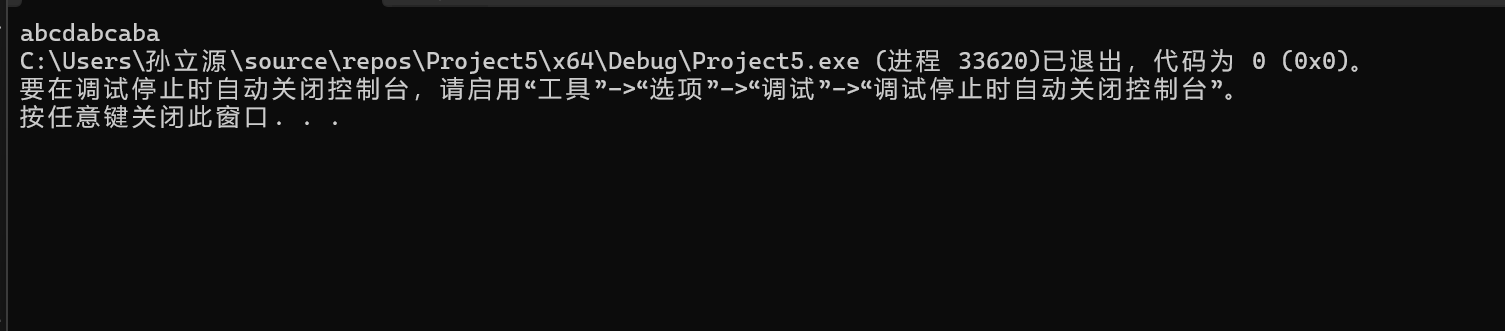 abcdabcaba
C:\Users\孙立源\source\repos\Project5\x64\Debug\Project5.exe (进程 33620)已退出，代码为 0 (0x0)。
要在调试停止时自动关闭控制台，请启用“工具”->“选项”->“调试”->“调试停止时自动关闭控制台”。
按任意键关闭此窗口. . .